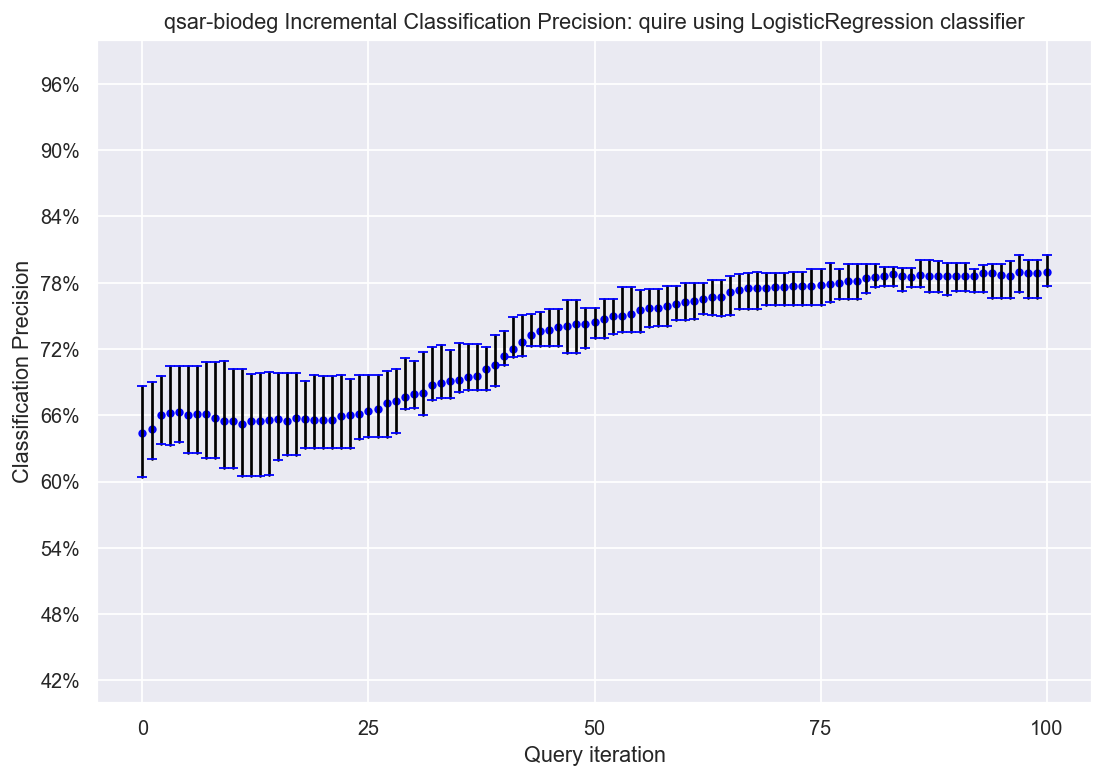 qsar-biodeg Incremental Classification Precision: quire using LogisticRegression classifier
96%
90%
84%
78%
72%
66%
60%
54%
48%
42%
Classification Precision
0 25 50 75 100
Query iteration